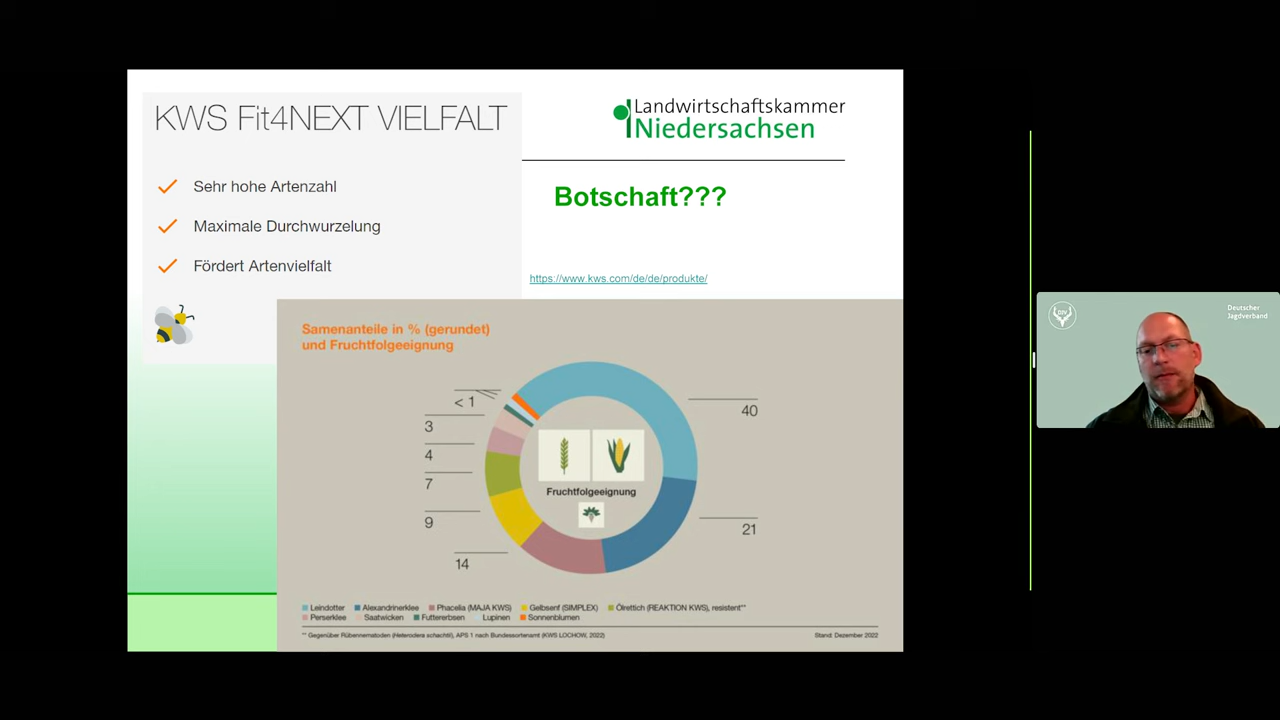 KWS Fit4NEXT VIELFALT
Sehr hohe Artenzahl
Maximale Durchwurzelung
Fördert Artenvielfalt
Landwirtschaftskammer
Niedersachsen
Botschaft???
https://www.kws.com/de/de/produkte/
Samenanteile in % (gerundet)
und Fruchtfolgeeignung
< 1
3
4
7
9
14
40
21
Fruchtfolgeeignung
Leindotter Alexandrinerklee Phacelia (MAJA KWS) Gelbsenf (SIMPLEX) Ölrettich (REAKTION KWS), resistent**
Perserklee Saatwicken Futtererbsen Lupinen Sonnenblumen
** Gegenüber Rübennematoden (Heterodera schachtii), APS 1 nach Bundessortenamt (KWS LOCHOW, 2022)
Stand: Dezember 2022
DJV
Deutscher
Jagdverband